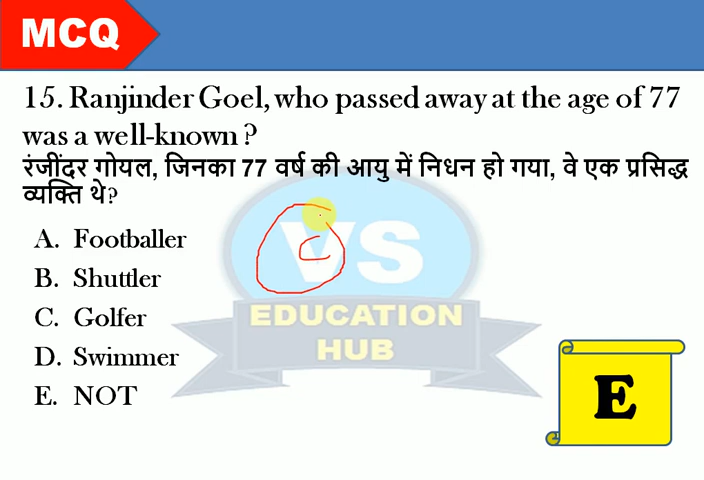 MCQ
15. Ranjinder Goel, who passed away at the age of 77
was a well-known ?
रंजींदर गोयल, जिनका 77 वर्ष की आयु में निधन हो गया, वे एक प्रसिद्ध
व्यक्ति थे?
A. Footballer
B. Shuttler
C. Golfer
D. Swimmer
E. NOT
C
VS
EDUCATION
HUB
E